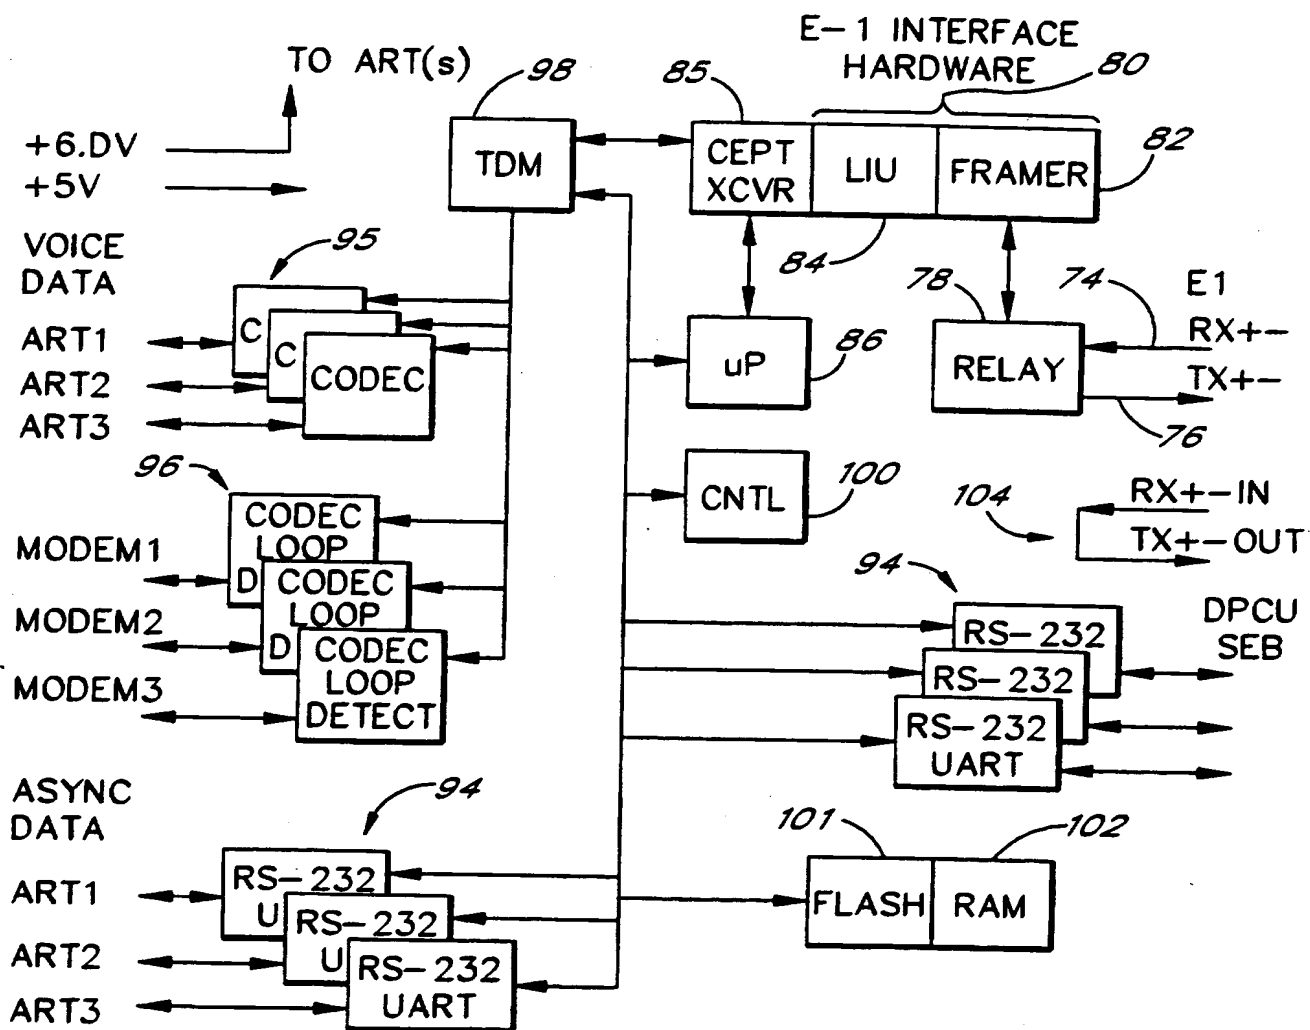 E-1 INTERFACE
HARDWARE
80
TO ART(s)
98
85
+6.DV
+5V
TDM
CEPT
XCVR
LIU
FRAMER
82
VOICE
DATA
95
84
78
74
E1
RX+-
TX+-
ART1
ART2
ART3
C
C
CODEC
uP
86
RELAY
76
96
CNTL
100
104
RX+-IN
TX+-OUT
MODEM1
MODEM2
MODEM3
CODEC
LOOP
D
CODEC
LOOP
D
CODEC
LOOP
DETECT
94
RS-232
RS-232
RS-232
UART
DPCU
SEB
ASYNC
DATA
94
ART1
ART2
ART3
RS-232
U
RS-232
U
RS-232
UART
101
102
FLASH
RAM